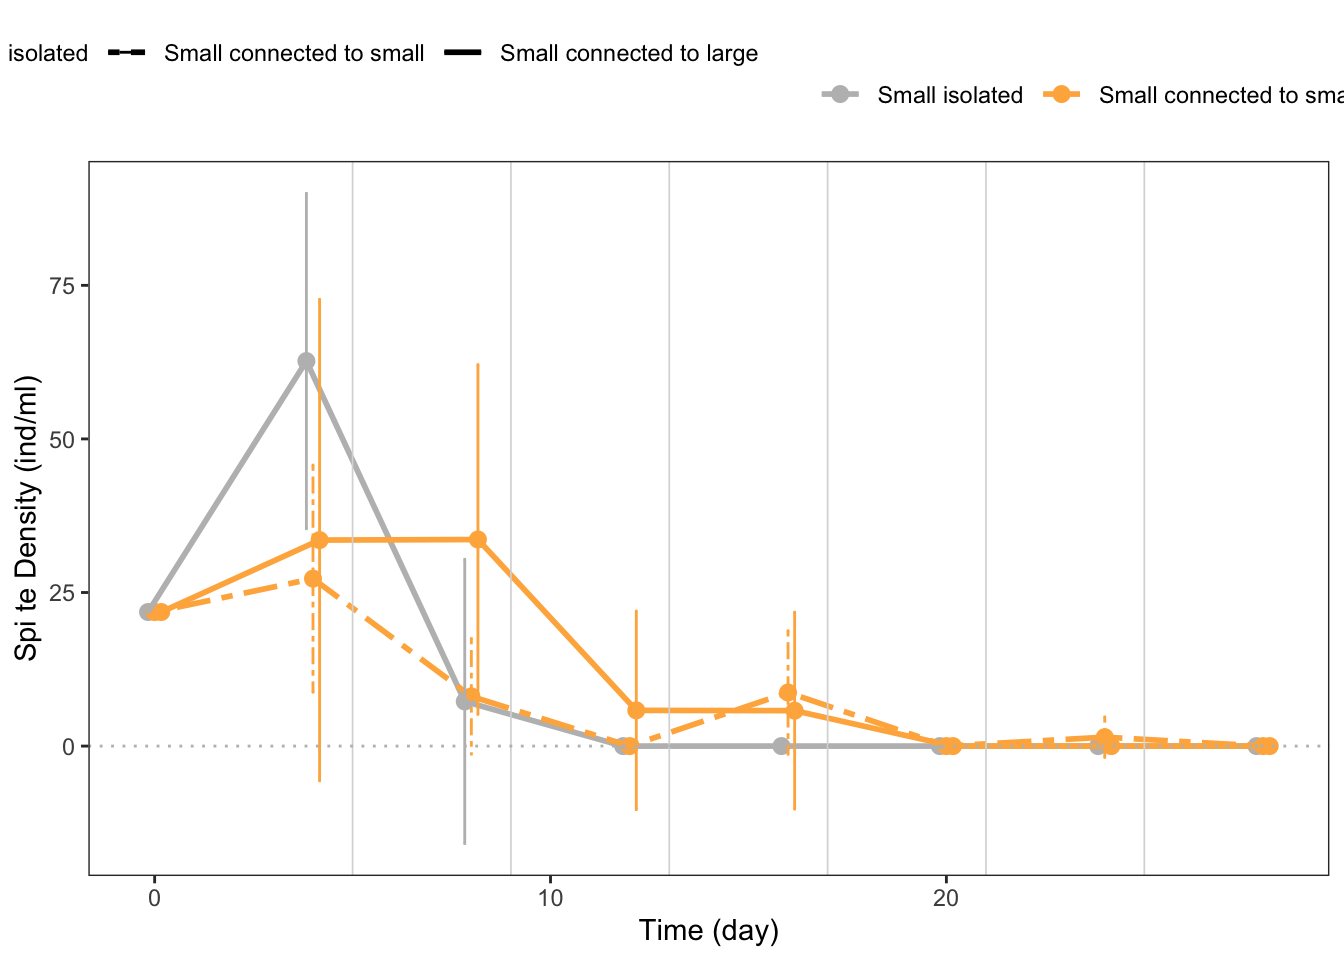 isolated Small connected to small Small connected to large
Small isolated Small connected to sma
75
50
25
0
Spi te Density (ind/ml)
0 10 20
Time (day)